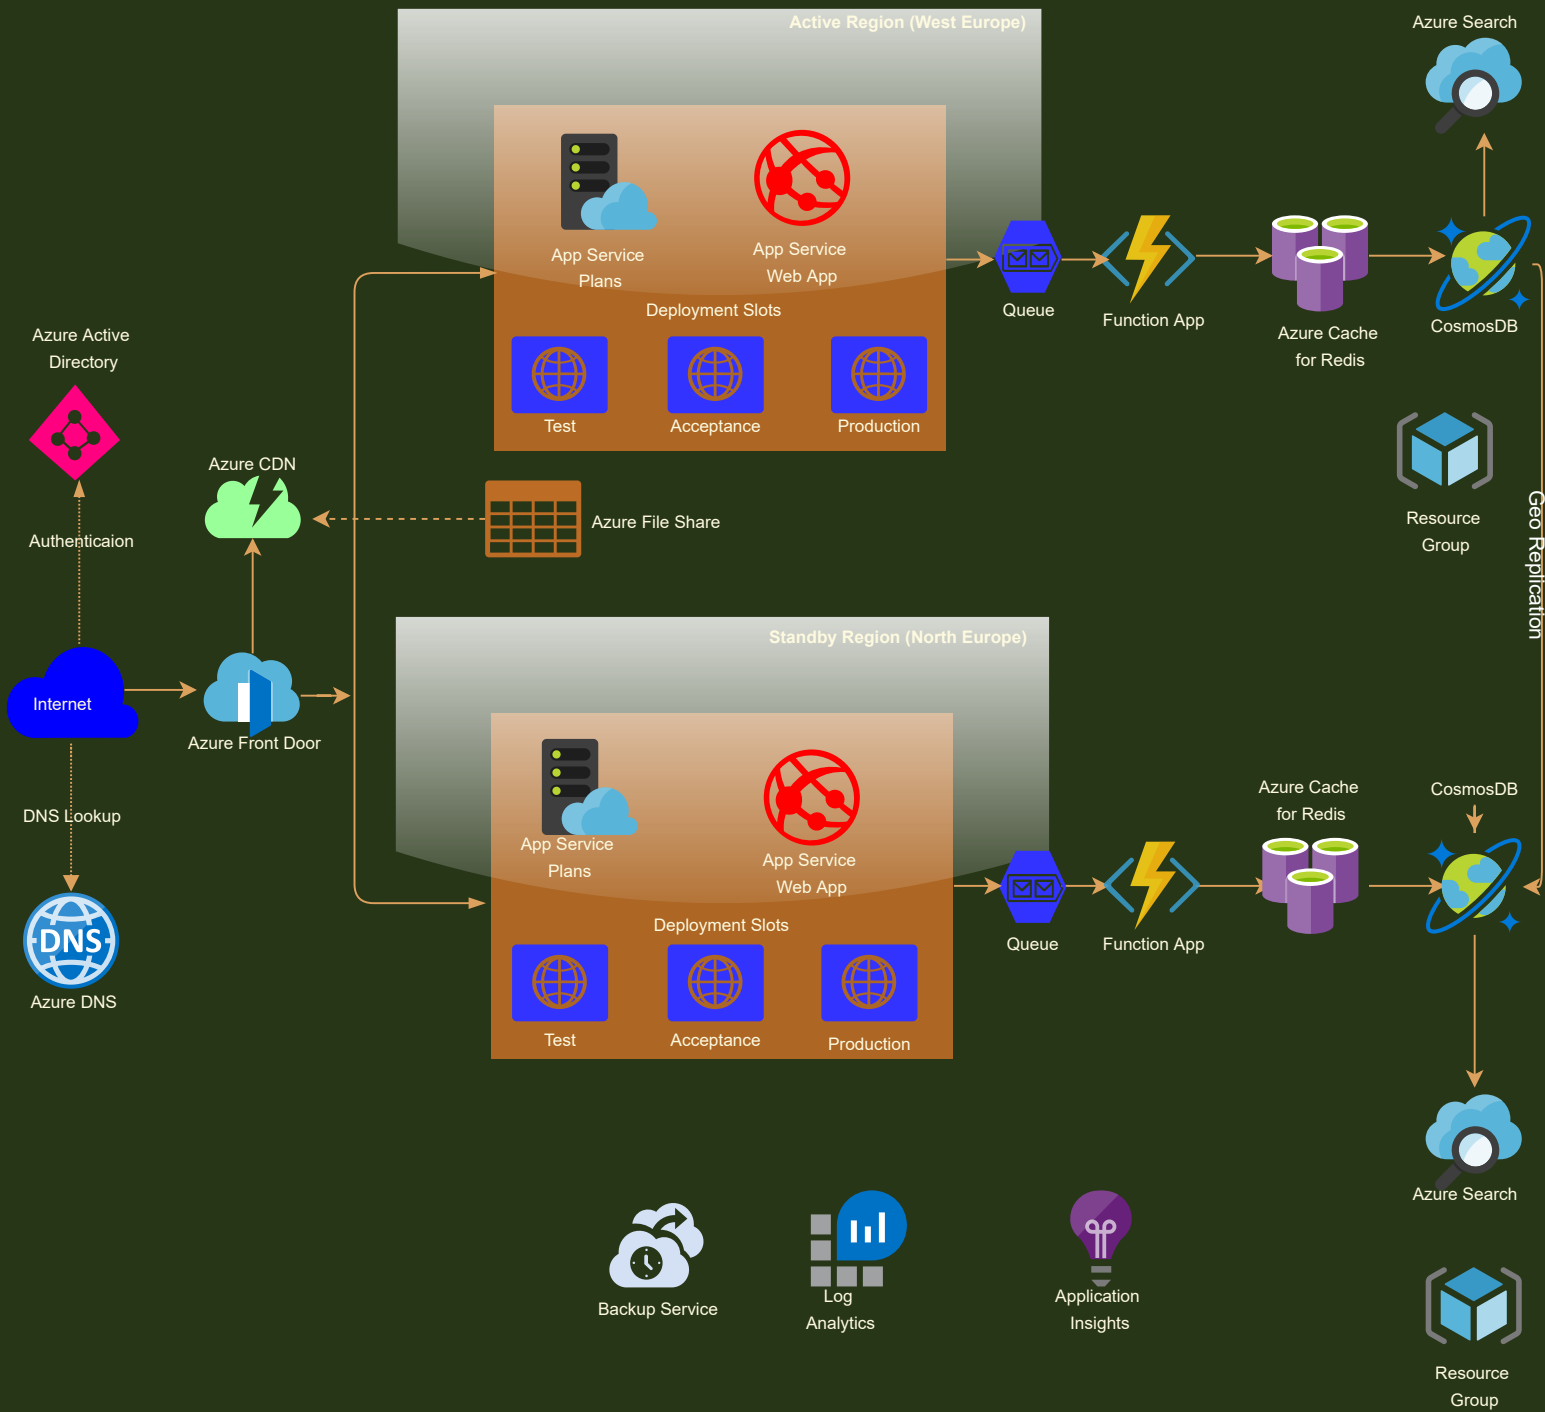 Active Region (West Europe)
Azure Search
App Service
Plans
App Service
Web App
Deployment Slots
Test
Acceptance
Production
Queue
Function App
Azure Cache
for Redis
CosmosDB
Azure Active
Directory
Authenticaion
Azure CDN
Azure File Share
Resource
Group
Geo Replication
Internet
Azure Front Door
DNS Lookup
DNS
Azure DNS
Standby Region (North Europe)
App Service
Plans
App Service
Web App
Deployment Slots
Test
Acceptance
Production
Queue
Function App
Azure Cache
for Redis
CosmosDB
Azure Search
Backup Service
Log
Analytics
Application
Insights
Resource
Group